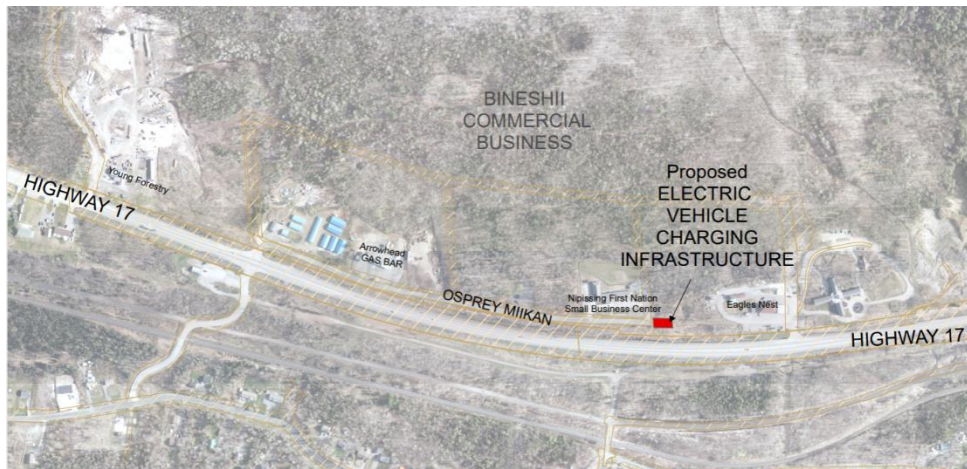 BINESHII
COMMERCIAL
BUSINESS
Young Forestry
HIGHWAY 17
Proposed
ELECTRIC
VEHICLE
CHARGING
INFRASTRUCTURE
Arrowhead
GAS BAR
OSPREY MIIKAN
Nipissing First Nation
Small Business Center
Eagles Nest
HIGHWAY 17